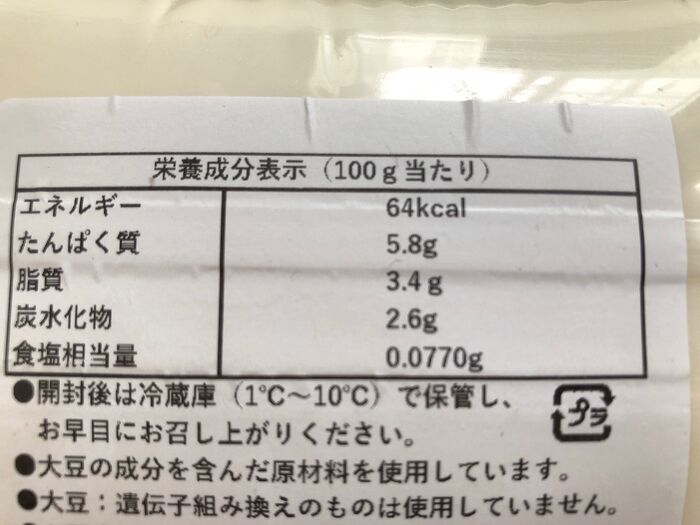 栄養成分表示（100g当たり）
エネルギー 64kcal
たんぱく質 5.8g
脂質 3.4g
炭水化物 2.6g
食塩相当量 0.0770g
●開封後は冷蔵庫（1℃～10℃）で保管し、
お早目にお召し上がりください。
プラ
●大豆の成分を含んだ原材料を使用しています。
●大豆：遺伝子組み換えのものは使用していません。